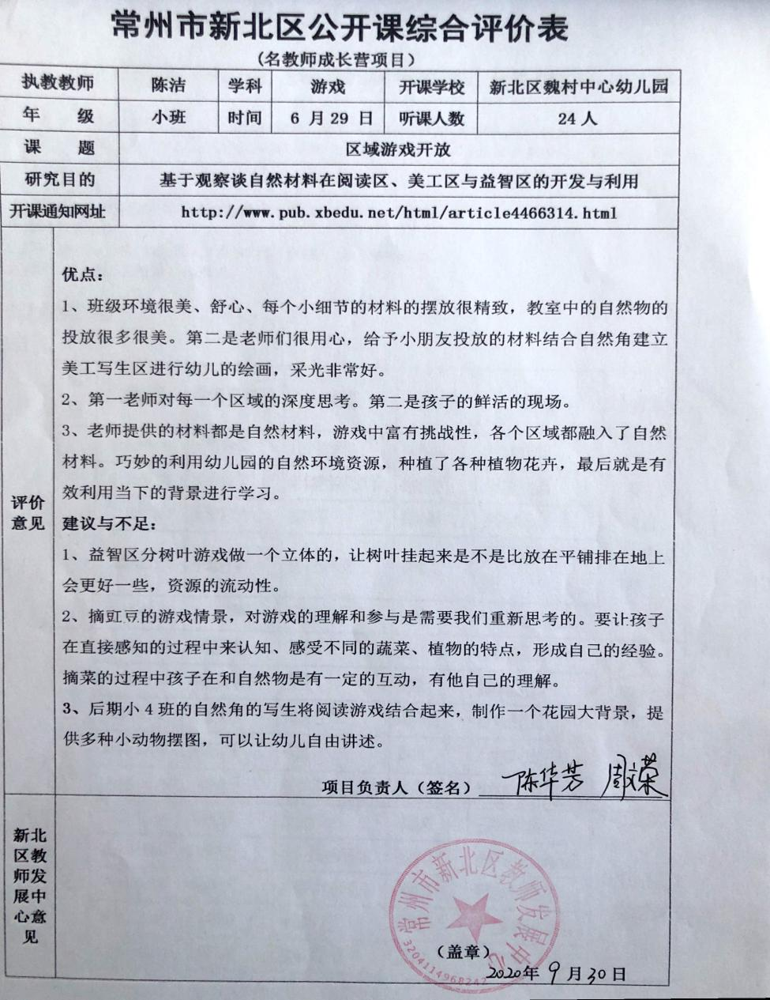 常州市新北区公开课综合评价表
（名教师成长营项目）
执教教师 陈洁 学科 游戏 开课学校 新北区魏村中心幼儿园
年 级 小班 时间 6 月 29 日 听课人数 24 人
课 题 区域游戏开放
研究目的 基于观察谈自然材料在阅读区、美工区与益智区的开发与利用
开课通知网址 http://www.pub.xbedu.net/html/article4466314.html
评价
意见
优点：
1、班级环境很美、舒心、每个小细节的材料的摆放很精致，教室中的自然物的
投放很多很美。第二是老师们很用心，给予小朋友投放的材料结合自然角建立
美工写生区进行幼儿的绘画，采光非常好。
2、第一老师对每一个区域的深度思考。第二是孩子的鲜活的现场。
3、老师提供的材料都是自然材料，游戏中富有挑战性，各个区域都融入了自然
材料。巧妙的利用幼儿园的自然环境资源，种植了各种植物花卉，最后就是有
效利用当下的背景进行学习。
建议与不足：
1、益智区分树叶游戏做一个立体的，让树叶挂起来是不是比放在平铺排在地上
会更好一些，资源的流动性。
2、摘豇豆的游戏情景，对游戏的理解和参与是需要我们重新思考的。要让孩子
在直接感知的过程中来认知、感受不同的蔬菜、植物的特点，形成自己的经验。
摘菜的过程中孩子在和自然物是有一定的互动，有他自己的理解。
3、后期小 4 班的自然角的写生将阅读游戏结合起来，制作一个花园大背景，提
供多种小动物摆图，可以让幼儿自由讲述。
项目负责人（签名） 陈华芳
新北
区教
师发
展中
心意
见
常州市新北区教师发展中心
3204114968242
（盖章）
2020年 9 月 30 日